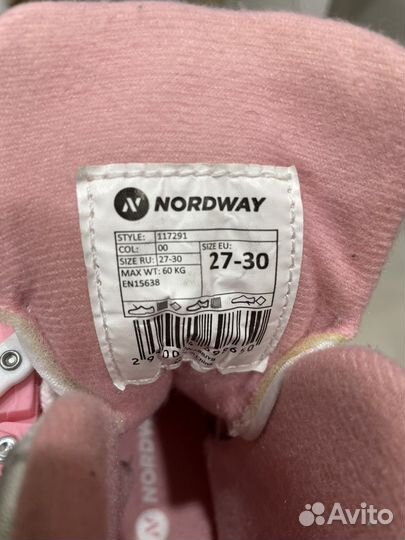 NORDWAY
STYLE: 117291
COL: 00
SIZE RU: 27-30
MAX WT: 60 KG
EN15638
SIZE EU:
27-30
NORDWAY
Avito